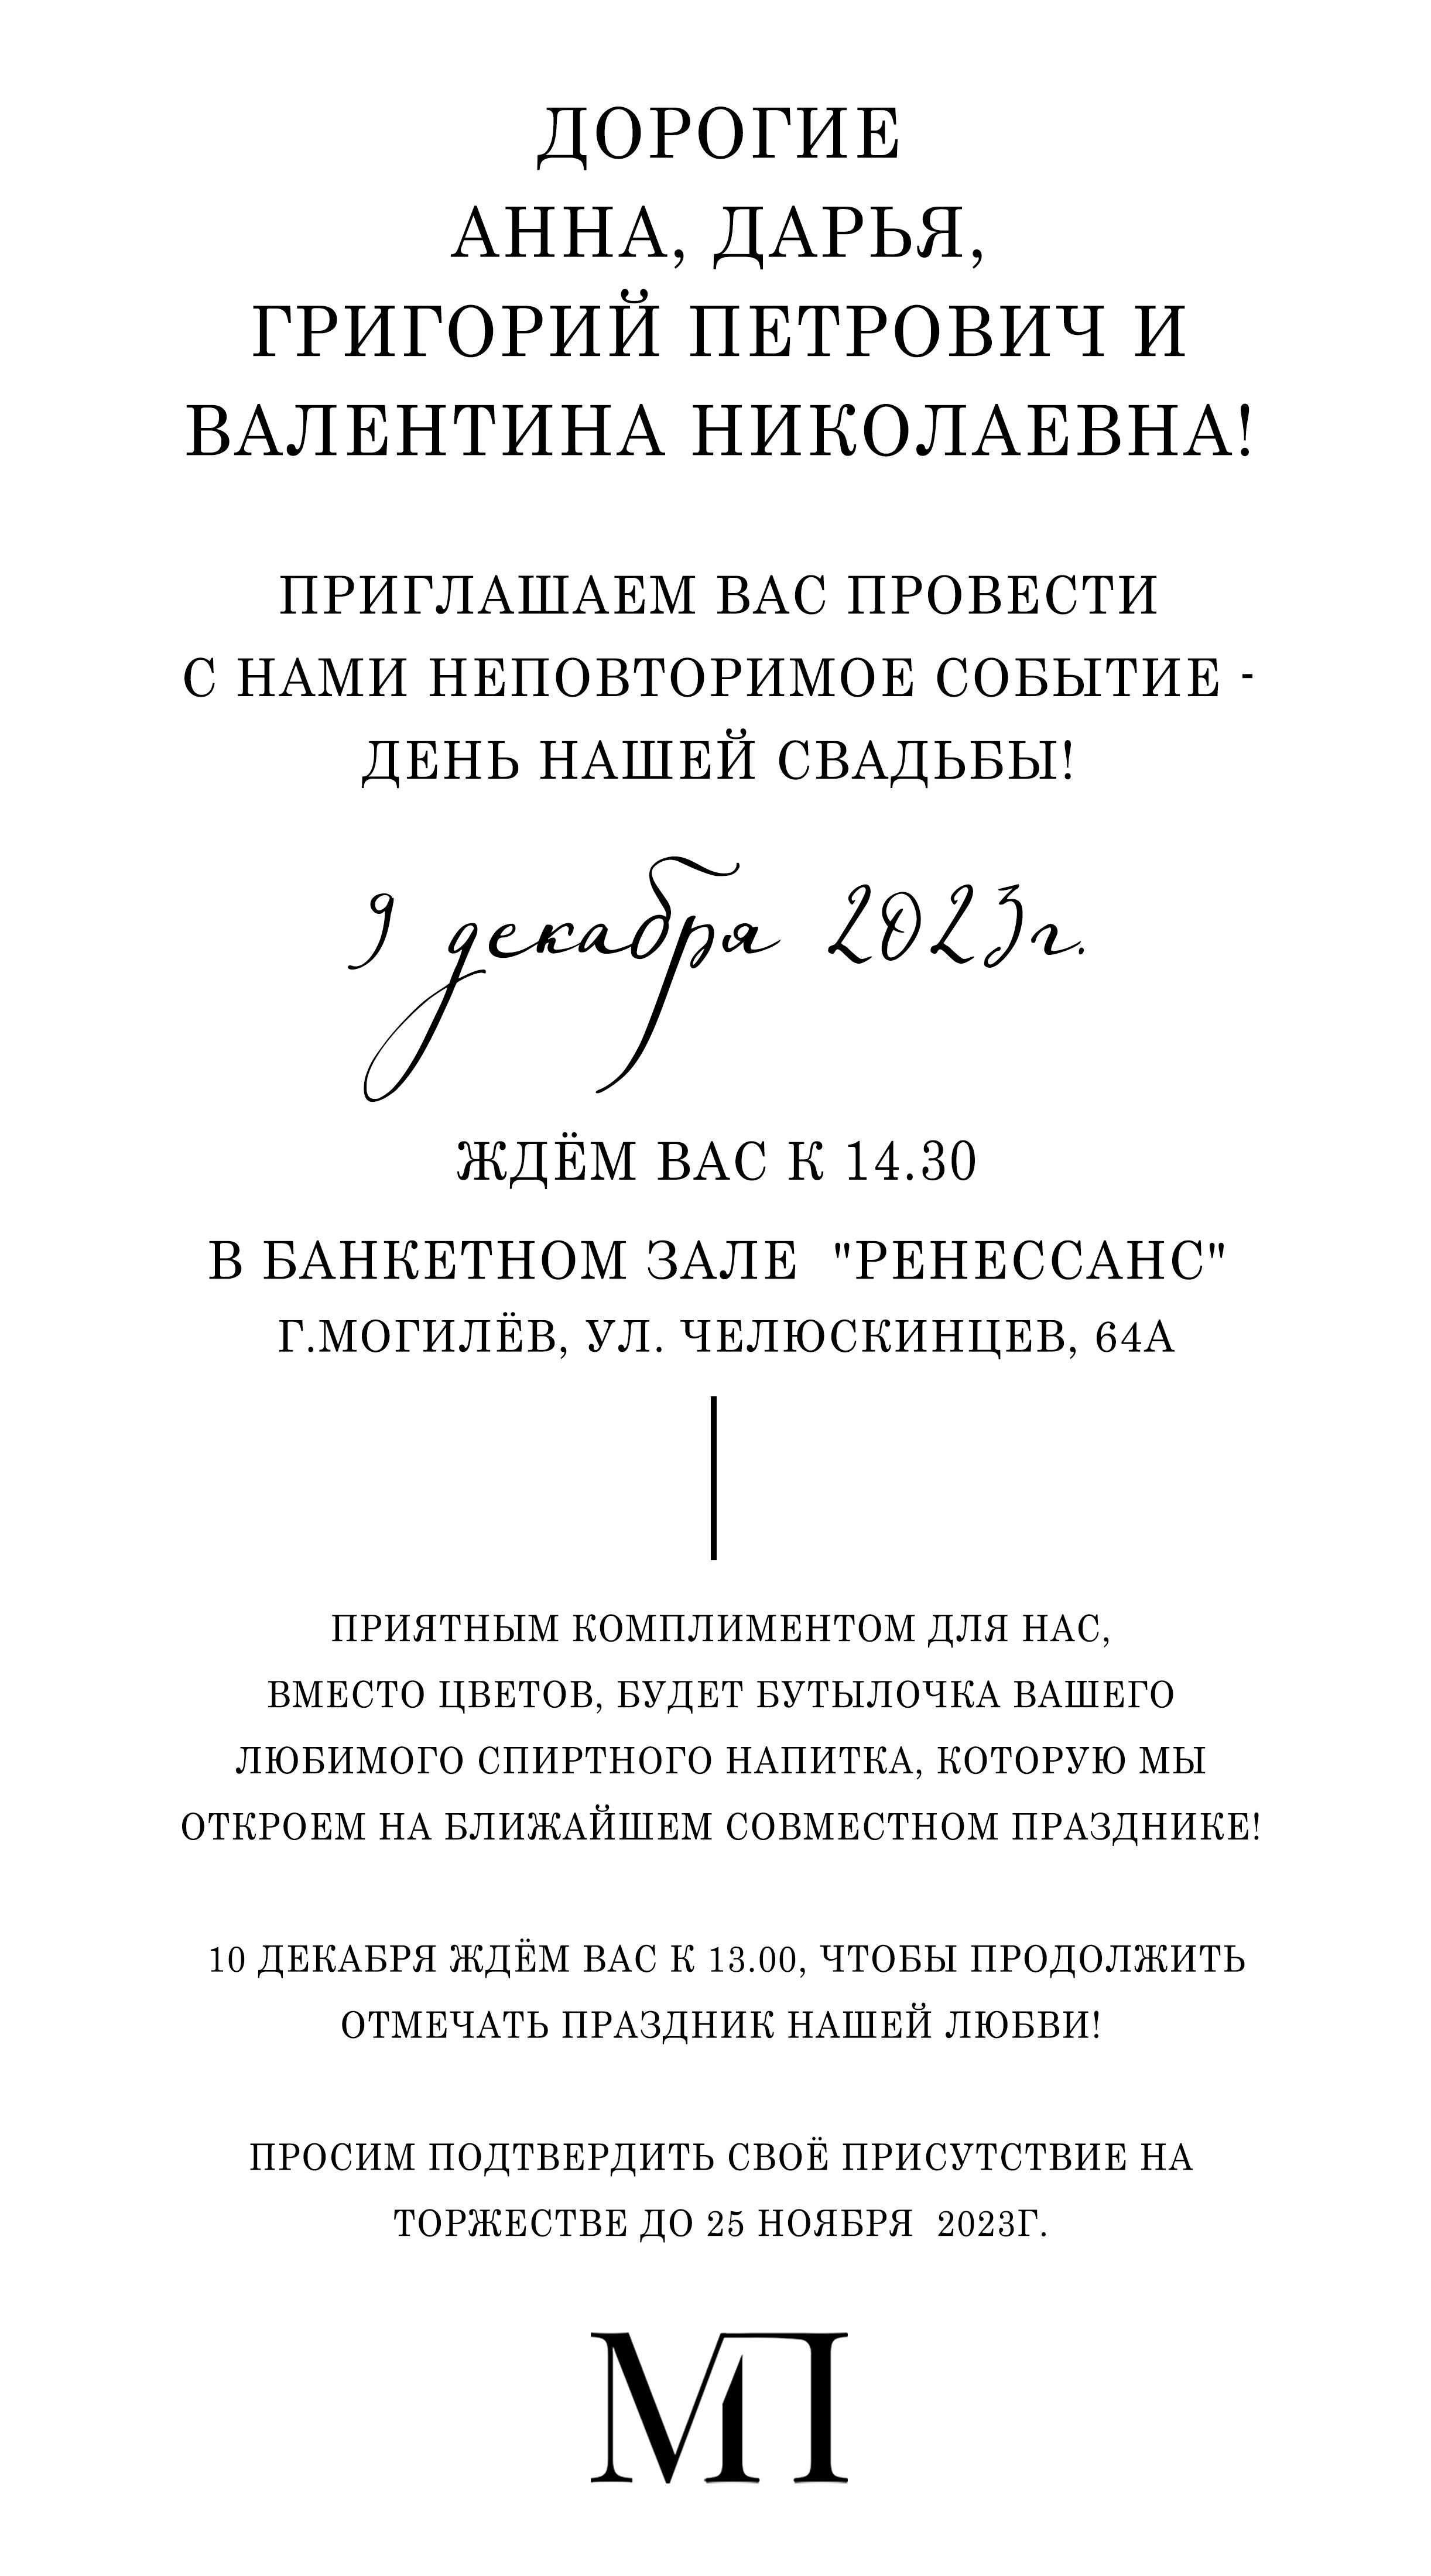 ДОРОГИЕ
АННА, ДАРЬЯ,
ГРИГОРИЙ ПЕТРОВИЧ И
ВАЛЕНТИНА НИКОЛАЕВНА!
ПРИГЛАШАЕМ ВАС ПРОВЕСТИ
С НАМИ НЕПОВТОРИМОЕ СОБЫТИЕ -
ДЕНЬ НАШЕЙ СВАДЬБЫ!
9 декабря 2023г.
ЖДЁМ ВАС К 14.30
В БАНКЕТНОМ ЗАЛЕ "РЕНЕССАНС"
Г.МОГИЛЁВ, УЛ. ЧЕЛЮСКИНЦЕВ, 64А
ПРИЯТНЫМ КОМПЛИМЕНТОМ ДЛЯ НАС,
ВМЕСТО ЦВЕТОВ, БУДЕТ БУТЫЛОЧКА ВАШЕГО
ЛЮБИМОГО СПИРТНОГО НАПИТКА, КОТОРУЮ МЫ
ОТКРОЕМ НА БЛИЖАЙШЕМ СОВМЕСТНОМ ПРАЗДНИКЕ!
10 ДЕКАБРЯ ЖДЁМ ВАС К 13.00, ЧТОБЫ ПРОДОЛЖИТЬ
ОТМЕЧАТЬ ПРАЗДНИК НАШЕЙ ЛЮБВИ!
ПРОСИМ ПОДТВЕРДИТЬ СВОЁ ПРИСУТСТВИЕ НА
ТОРЖЕСТВЕ ДО 25 НОЯБРЯ 2023Г.
МП